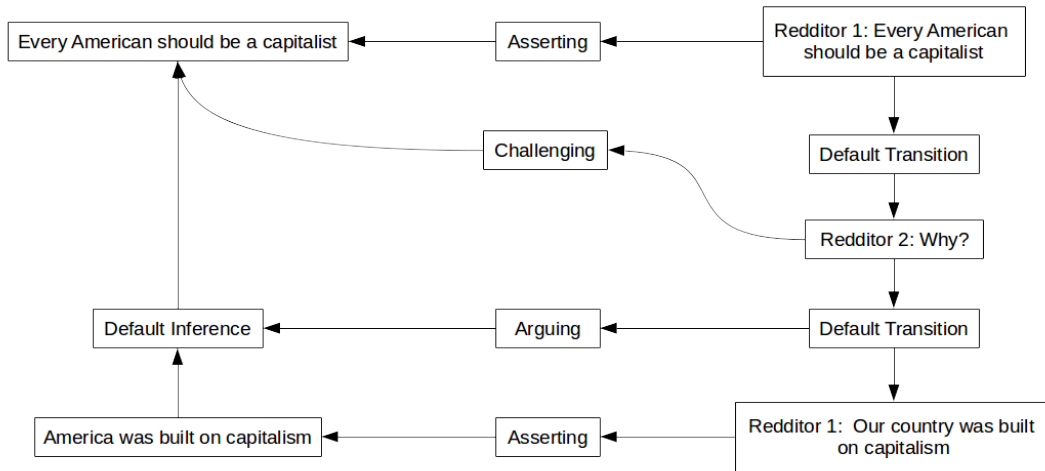 Every American should be a capitalist
Asserting
Redditor 1: Every American
should be a capitalist
Challenging
Default Transition
Redditor 2: Why?
Default Inference
Arguing
Default Transition
America was built on capitalism
Asserting
Redditor 1:  Our country was built
on capitalism